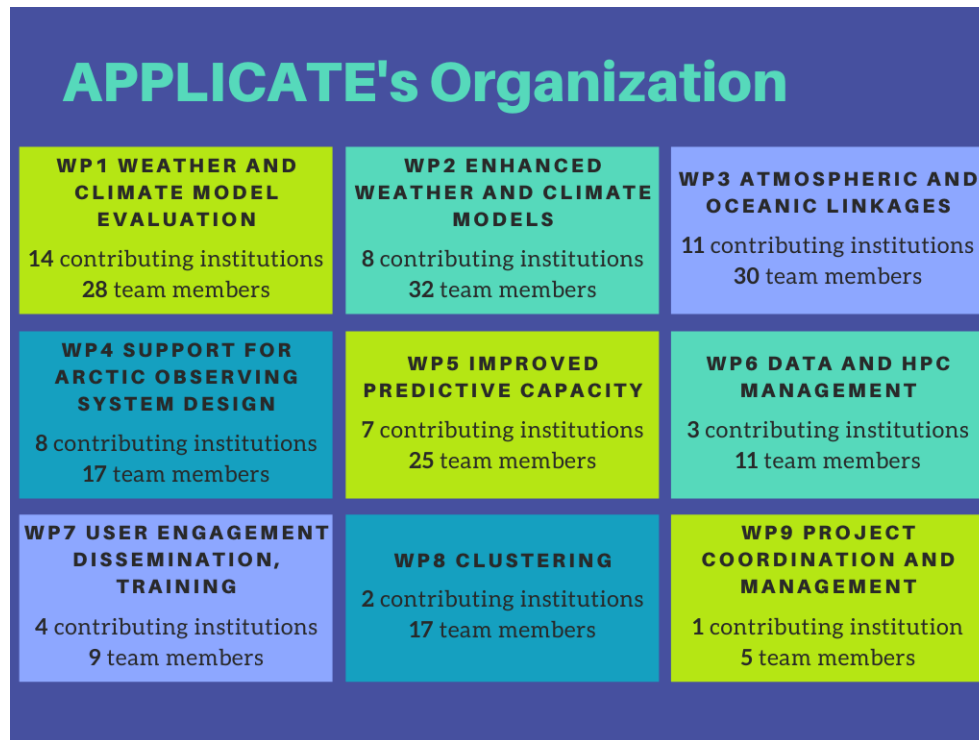 APPLICATE's Organization
WP1 WEATHER AND
CLIMATE MODEL
EVALUATION
14 contributing institutions
28 team members
WP2 ENHANCED
WEATHER AND CLIMATE
MODELS
8 contributing institutions
32 team members
WP3 ATMOSPHERIC AND
OCEANIC LINKAGES
11 contributing institutions
30 team members
WP4 SUPPORT FOR
ARCTIC OBSERVING
SYSTEM DESIGN
8 contributing institutions
17 team members
WP5 IMPROVED
PREDICTIVE CAPACITY
7 contributing institutions
25 team members
WP6 DATA AND HPC
MANAGEMENT
3 contributing institutions
11 team members
WP7 USER ENGAGEMENT
DISSEMINATION,
TRAINING
4 contributing institutions
9 team members
WP8 CLUSTERING
2 contributing institutions
17 team members
WP9 PROJECT
COORDINATION AND
MANAGEMENT
1 contributing institution
5 team members